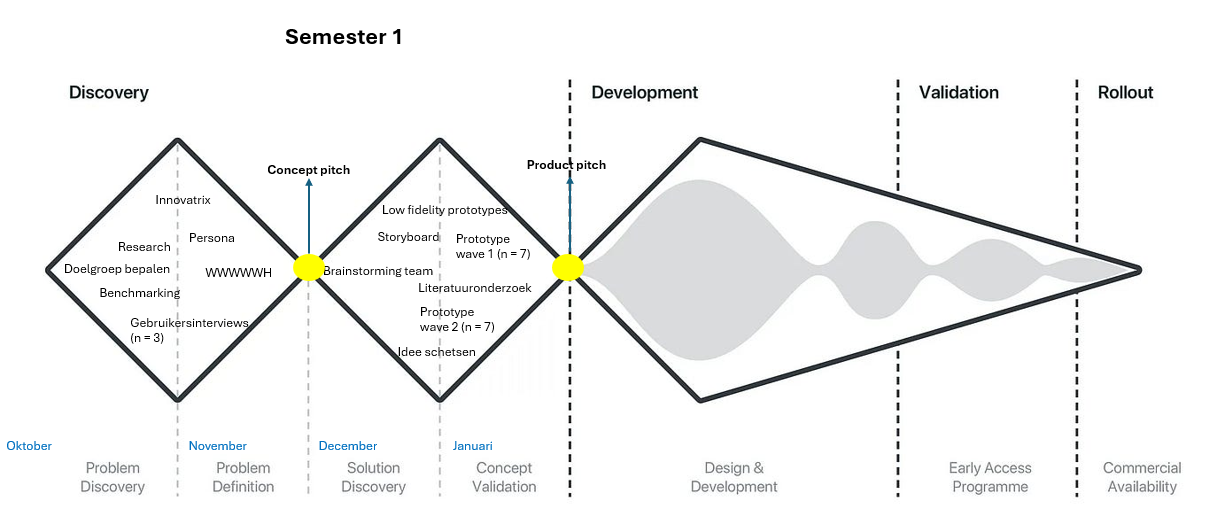 Semester 1
Discovery
Development
Validation
Rollout
Concept pitch
Product pitch
Innovatrix
Persona
Research
Doelgroep bepalen
WWWWWH
Benchmarking
Gebruikersinterviews
(n = 3)
Low fidelity prototypes
Storyboard
Prototype
wave 1 (n = 7)
Brainstorming team
Literatuuronderzoek
Prototype
wave 2 (n = 7)
Idee schetsen
Oktober
November
December
Januari
Problem
Discovery
Problem
Definition
Solution
Discovery
Concept
Validation
Design &
Development
Early Access
Programme
Commercial
Availability